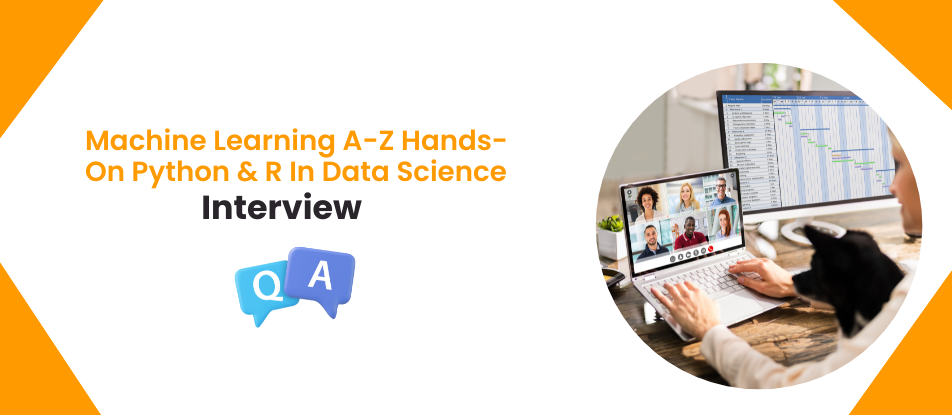 Machine Learning A-Z Hands-
On Python & R In Data Science
Interview
Q A